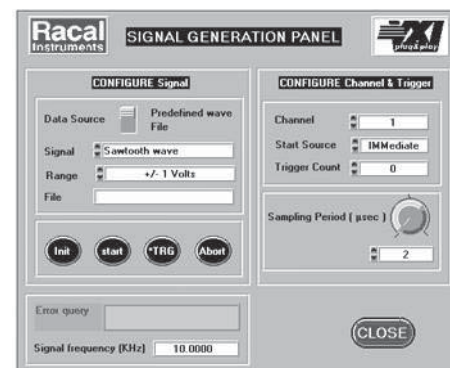 Racal
Instruments
SIGNAL GENERATION PANEL
VXI
plug&play
CONFIGURE Signal
Data Source
Predefined wave
File
Signal Sawtooth wave
Range +/- 1 Volts
File
Init start *TRG Abort
CONFIGURE Channel & Trigger
Channel 1
Start Source IMMediate
Trigger Count 0
Sampling Period ( µsec )
2
Error query
Signal frequency (KHz) 10.0000
CLOSE